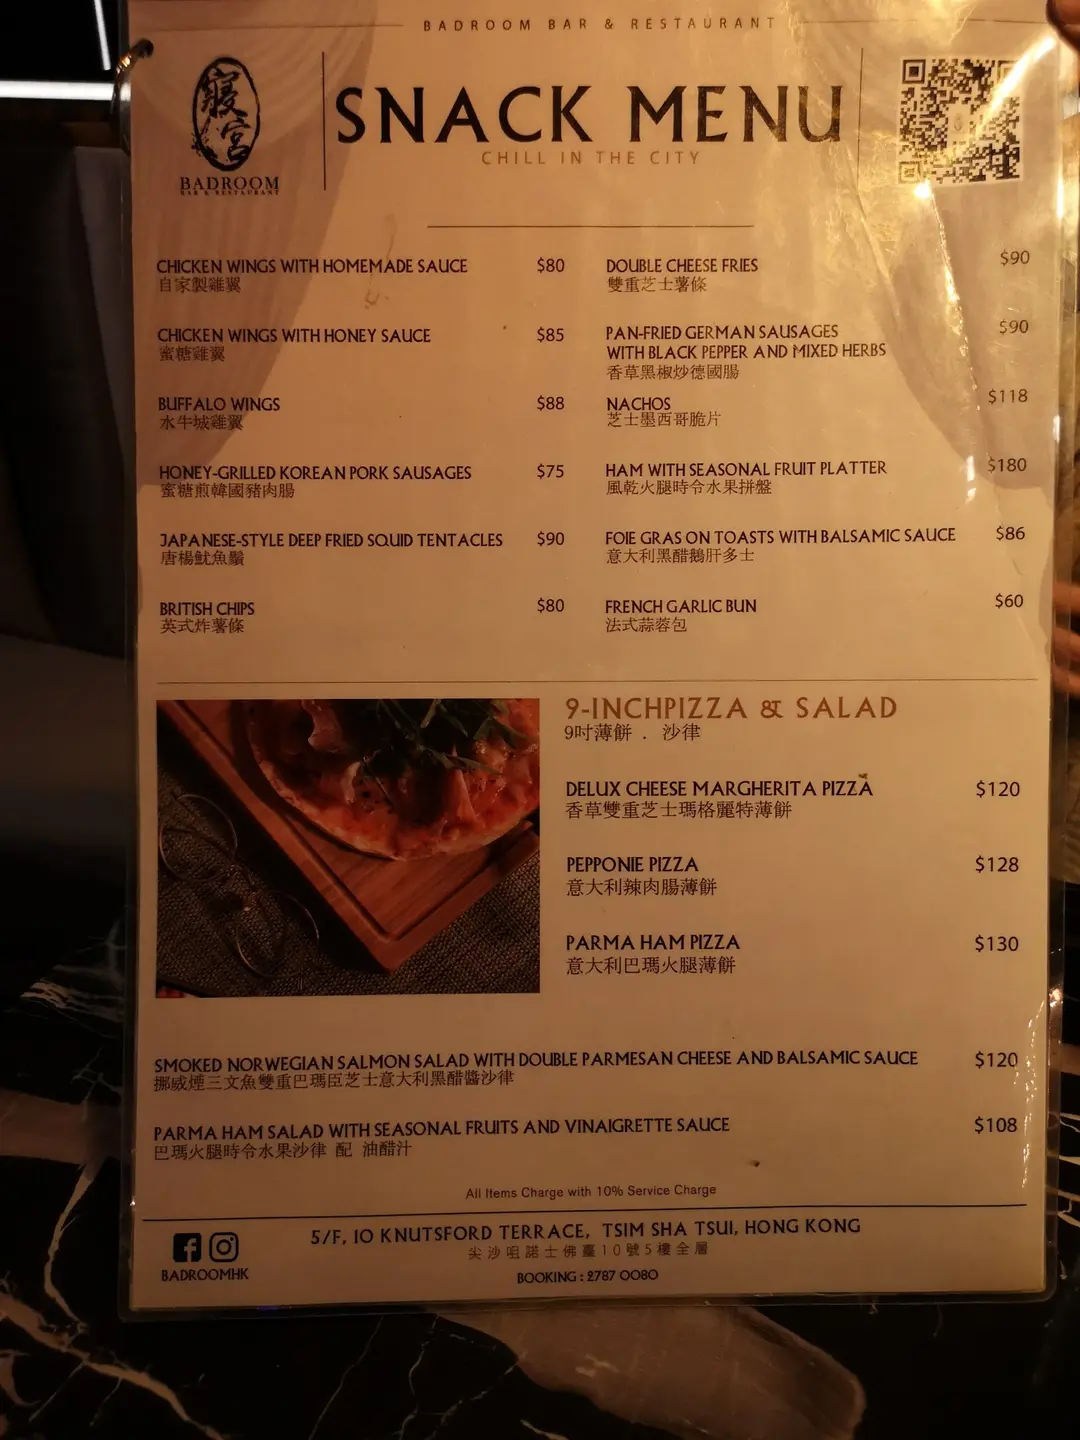 BADROOM BAR & RESTAURANT
寢宮
BADROOM
BAR & RESTAURANT
SNACK MENU
CHILL IN THE CITY
CHICKEN WINGS WITH HOMEMADE SAUCE $80
自家製雞翼
CHICKEN WINGS WITH HONEY SAUCE $85
蜜糖雞翼
BUFFALO WINGS $88
水牛城雞翼
HONEY-GRILLED KOREAN PORK SAUSAGES $75
蜜糖煎韓國豬肉腸
JAPANESE-STYLE DEEP FRIED SQUID TENTACLES $90
唐楊魷魚鬚
BRITISH CHIPS $80
英式炸薯條
DOUBLE CHEESE FRIES $90
雙重芝士薯條
PAN-FRIED GERMAN SAUSAGES $90
WITH BLACK PEPPER AND MIXED HERBS
香草黑椒炒德國腸
NACHOS $118
芝士墨西哥脆片
HAM WITH SEASONAL FRUIT PLATTER $180
風乾火腿時令水果拼盤
FOIE GRAS ON TOASTS WITH BALSAMIC SAUCE $86
意大利黑醋鵝肝多士
FRENCH GARLIC BUN $60
法式蒜蓉包
9-INCHPIZZA & SALAD
9吋薄餅 . 沙律
DELUX CHEESE MARGHERITA PIZZA $120
香草雙重芝士瑪格麗特薄餅
PEPPONIE PIZZA $128
意大利辣肉腸薄餅
PARMA HAM PIZZA $130
意大利巴瑪火腿薄餅
SMOKED NORWEGIAN SALMON SALAD WITH DOUBLE PARMESAN CHEESE AND BALSAMIC SAUCE $120
挪威煙三文魚雙重巴瑪臣芝士意大利黑醋醬沙律
PARMA HAM SALAD WITH SEASONAL FRUITS AND VINAIGRETTE SAUCE $108
巴瑪火腿時令水果沙律 配 油醋汁
All Items Charge with 10% Service Charge
BADROOMHK
5/F, 10 KNUTSFORD TERRACE, TSIM SHA TSUI, HONG KONG
尖沙咀諾士佛臺10號5樓全層
BOOKING : 2787 0080